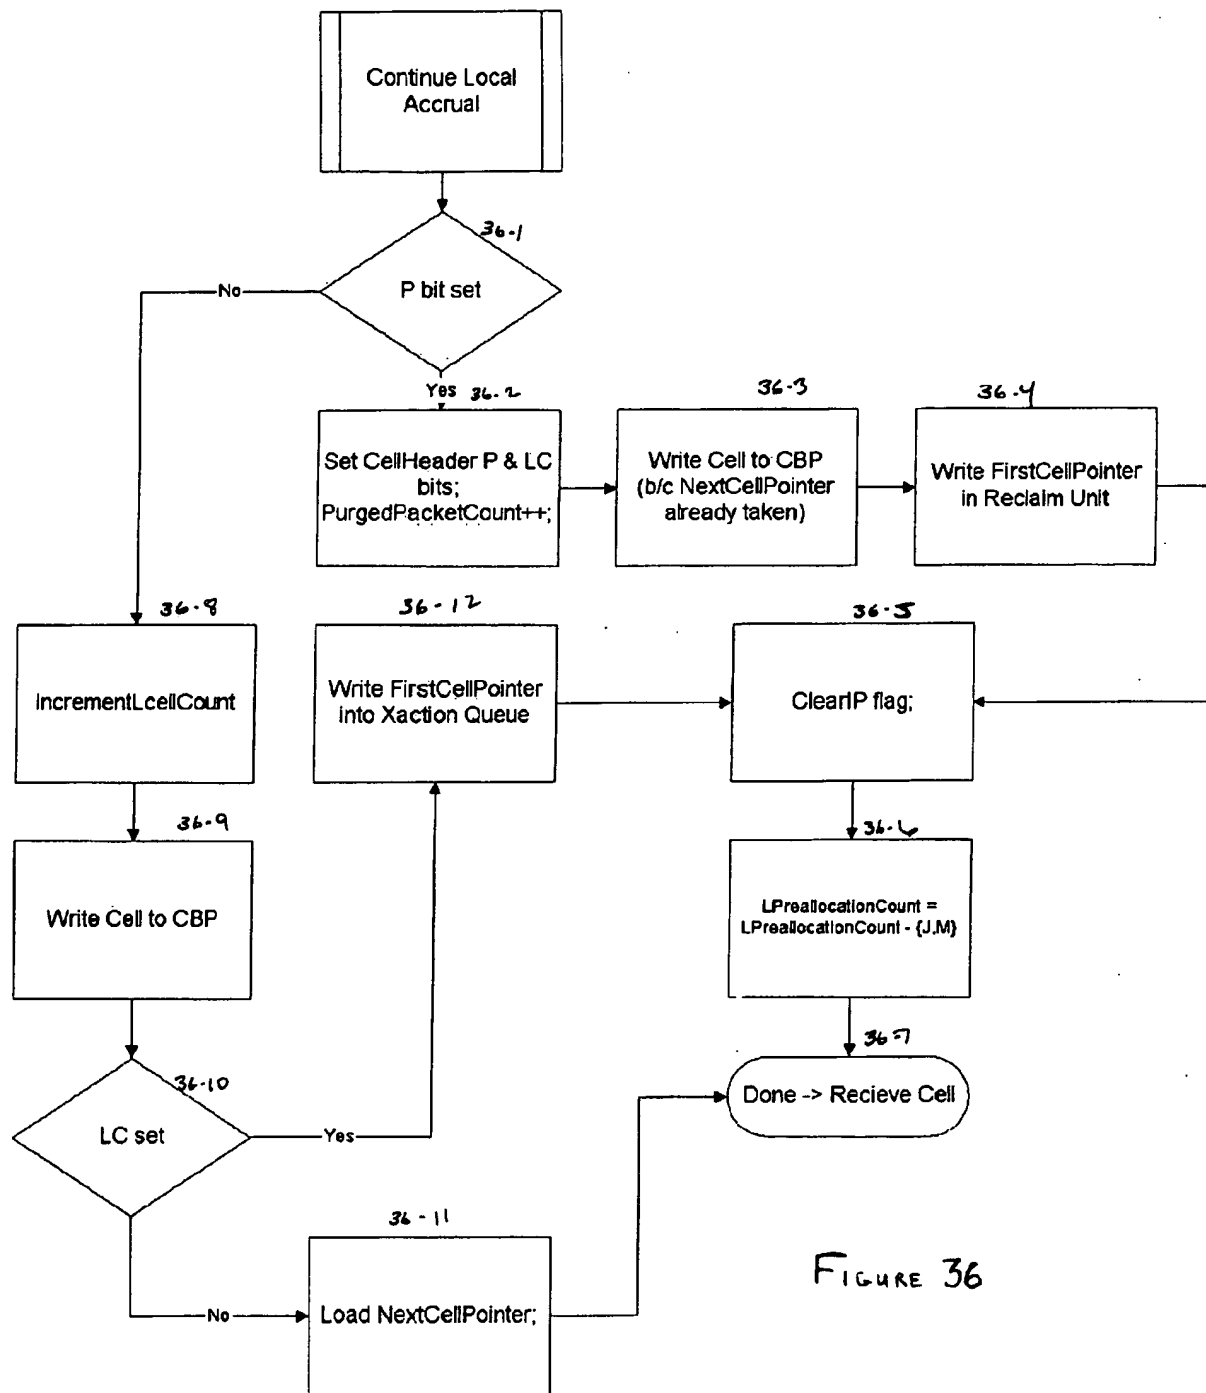 Continue Local
Accrual
36-1
P bit set
No
Yes
36-2
Set CellHeader P & LC
bits;
PurgedPacketCount++;
36-3
Write Cell to CBP
(b/c NextCellPointer
already taken)
36-4
Write FirstCellPointer
in Reclaim Unit
36-8
IncrementLcellCount
36-12
Write FirstCellPointer
into Xaction Queue
36-5
ClearIP flag;
36-9
Write Cell to CBP
36-6
LPreallocationCount =
LPreallocationCount - {J,M}
36-7
Done -> Recieve Cell
36-10
LC set
Yes
No
36-11
Load NextCellPointer;
FIGURE 36